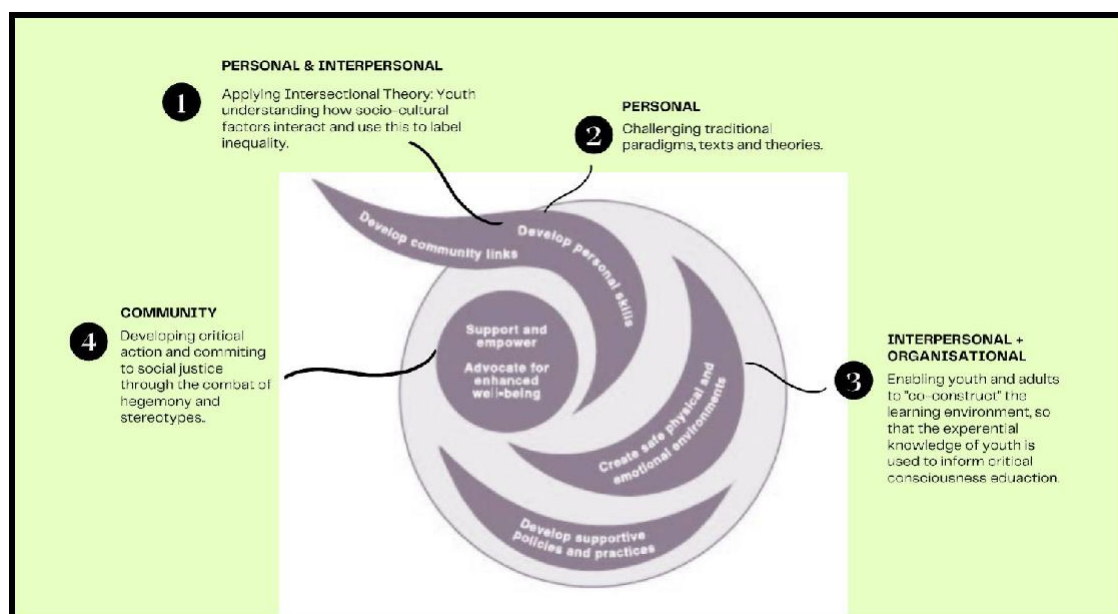 1
PERSONAL & INTERPERSONAL
Applying Intersectional Theory: Youth
understanding how socio-cultural
factors interact and use this to label
inequality.
2
PERSONAL
Challenging traditional
paradigms, texts and theories.
Develop community links
Develop personal skills
Support and
empower
Advocate for
enhanced
well-being
Create safe physical and
emotional environments
Develop supportive
policies and practices
3
INTERPERSONAL +
ORGANISATIONAL
Enabling youth and adults
to "co-construct" the
learning environment, so
that the experential
knowledge of youth is
used to inform critical
consciousness eduaction.
4
COMMUNITY
Developing critical
action and commiting
to social justice
through the combat of
hegemony and
stereotypes.